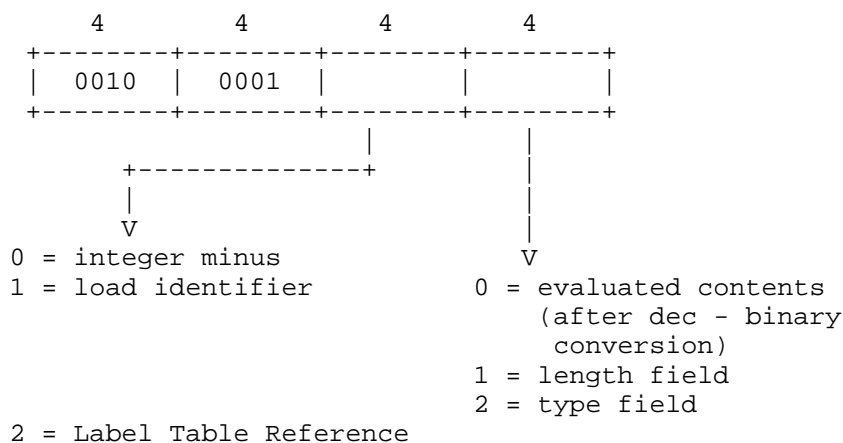 4 4 4 4
+--------+--------+--------+--------+
| 0010 | 0001 | | |
+--------+--------+--------+--------+
| |
+--------------+ |
| |
V |
0 = integer minus V
1 = load identifier 0 = evaluated contents
(after dec - binary
conversion)
1 = length field
2 = type field
2 = Label Table Reference